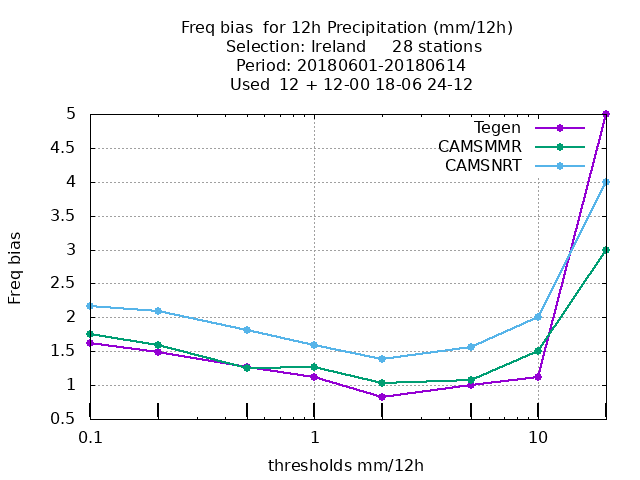 Freq bias  for 12h Precipitation (mm/12h)
Selection: Ireland     28 stations
Period: 20180601-20180614
Used  12 + 12-00 18-06 24-12
Tegen
CAMSMMR
CAMSNRT
5
4.5
4
3.5
3
2.5
2
1.5
1
0.5
Freq bias
0.1
1
10
thresholds mm/12h